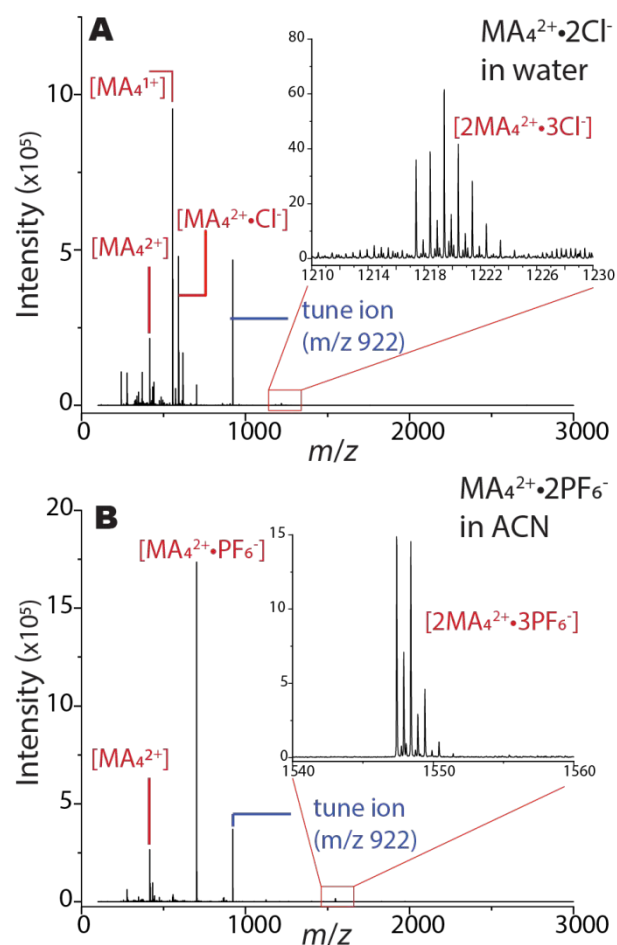 A
MA₄²⁺•2Cl⁻
in water
[MA₄¹⁺]
[MA₄²⁺•Cl⁻]
[MA₄²⁺]
tune ion
(m/z 922)
[2MA₄²⁺•3Cl⁻]
80
60
40
20
0
1210 1214 1218 1222 1226 1230
Intensity (x10⁵)
10
5
0
0 1000 2000 3000
m/z
B
MA₄²⁺•2PF₆⁻
in ACN
[MA₄²⁺•PF₆⁻]
[MA₄²⁺]
tune ion
(m/z 922)
[2MA₄²⁺•3PF₆⁻]
15
10
5
0
1540 1550 1560
Intensity (x10⁵)
20
15
10
5
0
0 1000 2000 3000
m/z